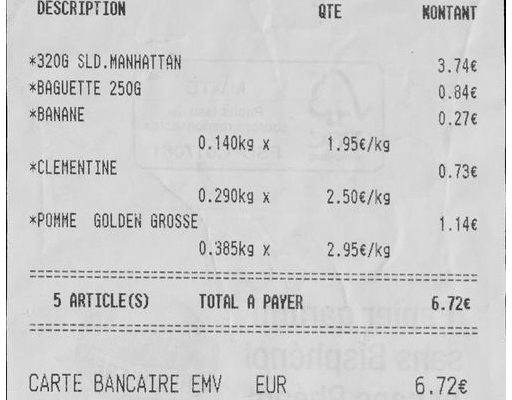 DESCRIPTION QTE MONTANT
*320G SLD.MANHATTAN 3.74€
*BAGUETTE 250G 0.84€
*BANANE 0.27€
0.140kg x 1.95€/kg
*CLEMENTINE 0.73€
0.290kg x 2.50€/kg
*POMME GOLDEN GROSSE 1.14€
0.385kg x 2.95€/kg
================================================
5 ARTICLE(S) TOTAL A PAYER 6.72€
================================================
CARTE BANCAIRE EMV EUR 6.72€